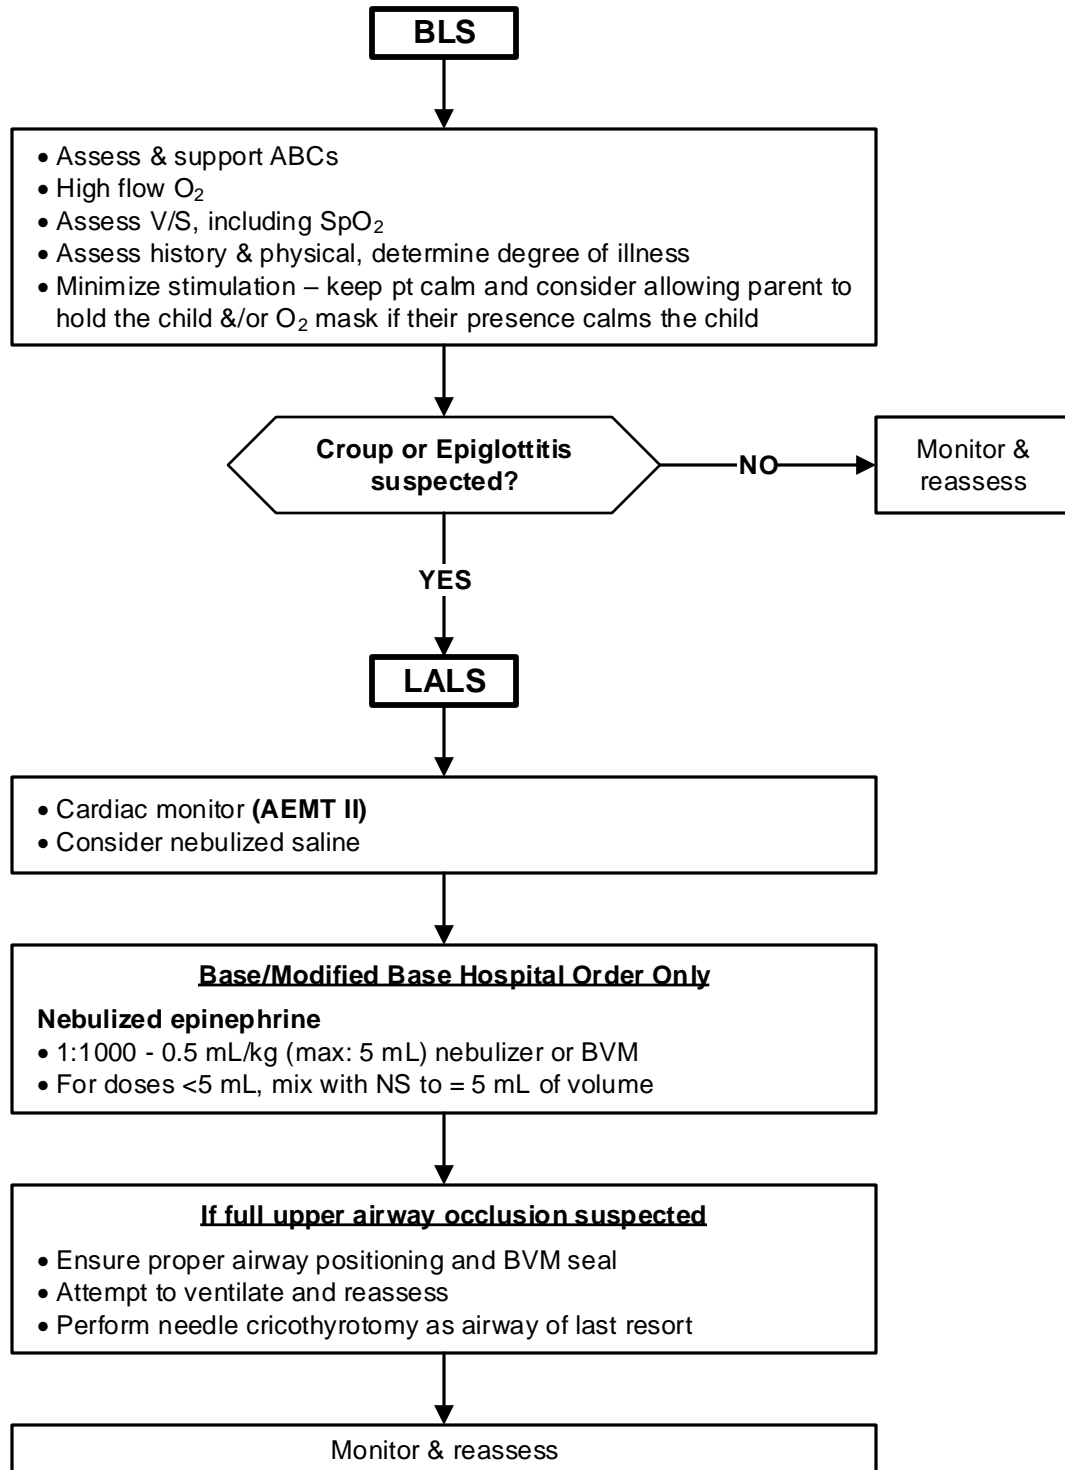 BLS
• Assess & support ABCs
• High flow O₂
• Assess V/S, including SpO₂
• Assess history & physical, determine degree of illness
• Minimize stimulation – keep pt calm and consider allowing parent to
hold the child &/or O₂ mask if their presence calms the child
Croup or Epiglottitis
suspected?
NO
Monitor &
reassess
YES
LALS
• Cardiac monitor (AEMT II)
• Consider nebulized saline
Base/Modified Base Hospital Order Only
Nebulized epinephrine
• 1:1000 - 0.5 mL/kg (max: 5 mL) nebulizer or BVM
• For doses <5 mL, mix with NS to = 5 mL of volume
If full upper airway occlusion suspected
• Ensure proper airway positioning and BVM seal
• Attempt to ventilate and reassess
• Perform needle cricothyrotomy as airway of last resort
Monitor & reassess